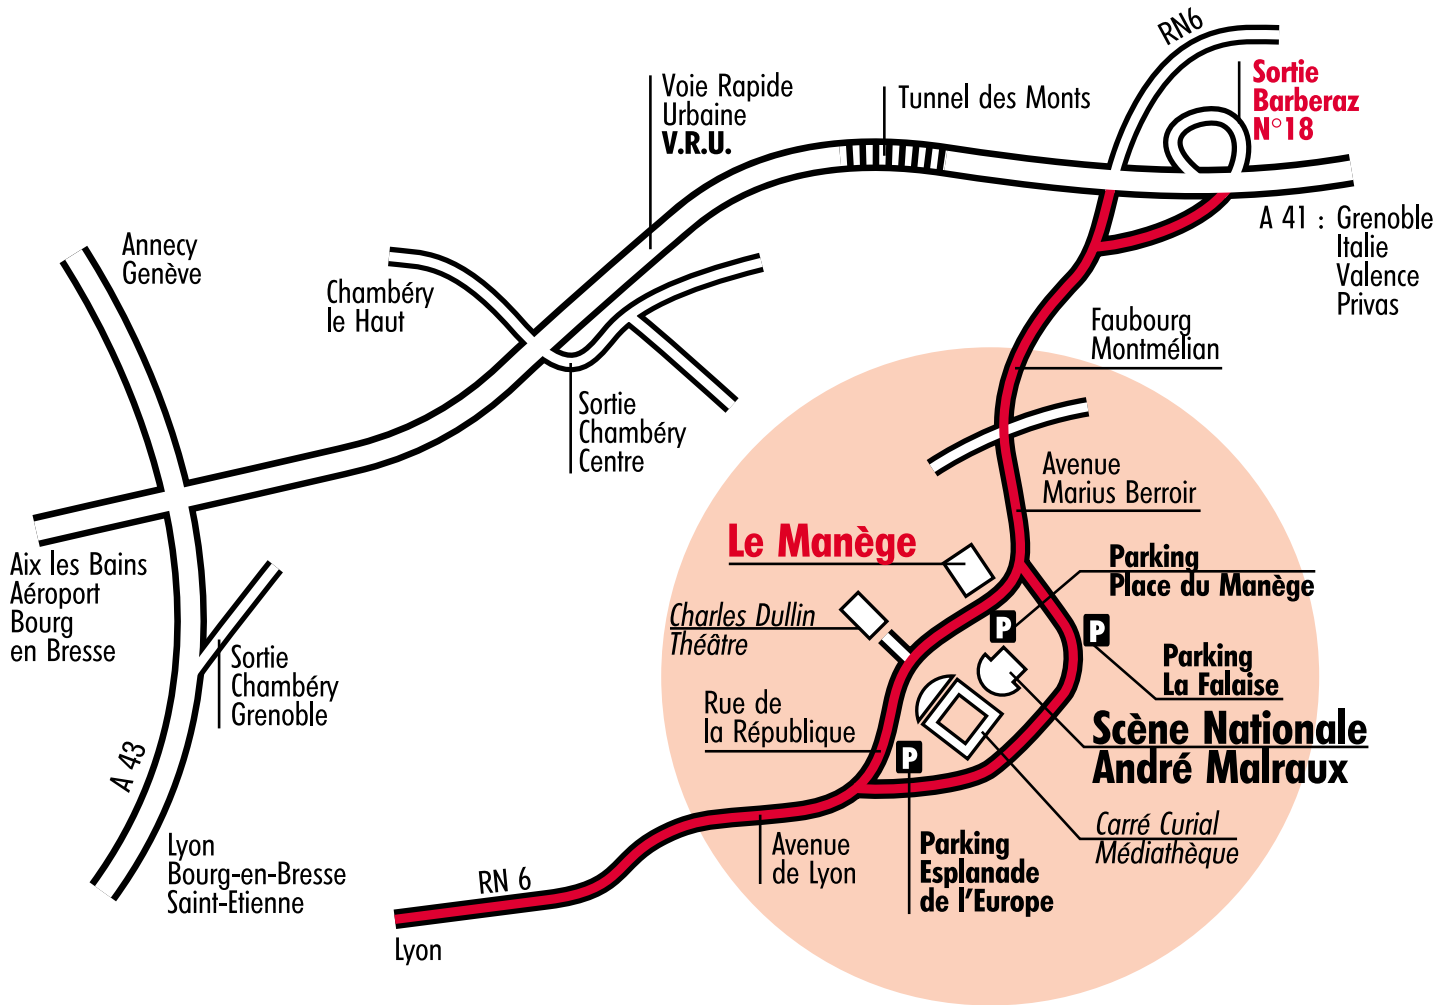 RN6
Sortie
Barberaz
N°18
Voie Rapide
Urbaine
V.R.U.
Tunnel des Monts
A 41 : Grenoble
Italie
Valence
Privas
Annecy
Genève
Chambéry
le Haut
Faubourg
Montmélian
Sortie
Chambéry
Centre
Avenue
Marius Berroir
Le Manège
Parking
Place du Manège
Aix les Bains
Aéroport
Bourg
en Bresse
Charles Dullin
Théâtre
P
P
Parking
La Falaise
Sortie
Chambéry
Grenoble
Rue de
la République
Scène Nationale
André Malraux
P
A 43
Carré Curial
Médiathèque
Avenue
de Lyon
Parking
Esplanade
de l'Europe
Lyon
Bourg-en-Bresse
Saint-Etienne
RN 6
Lyon